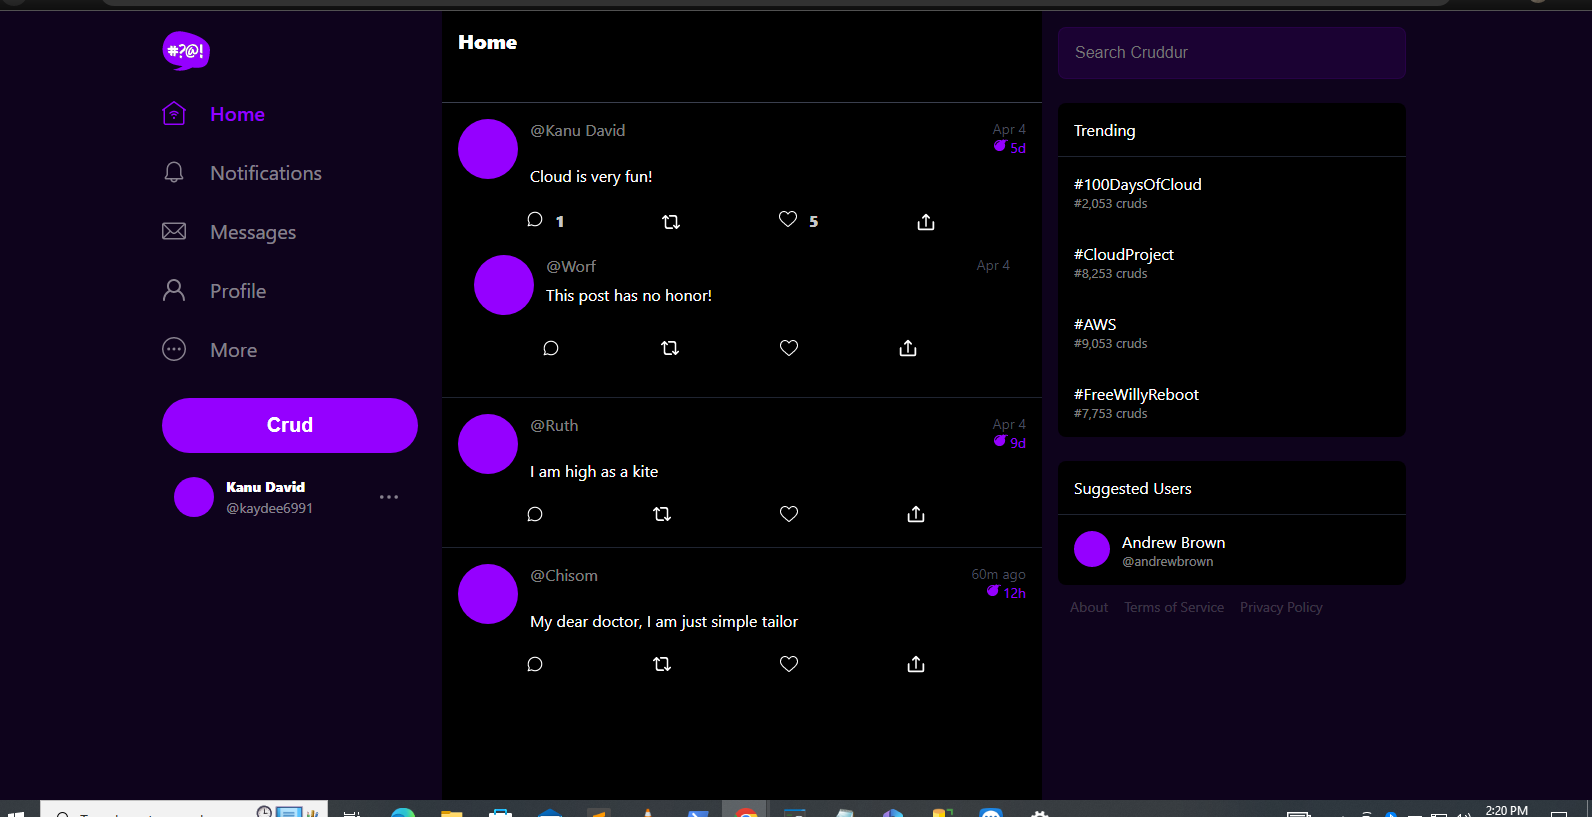 #?@!
Home
Notifications
Messages
Profile
More
Crud
Kanu David
@kaydee6991
Home
@Kanu David
Apr 4
5d
Cloud is very fun!
1
5
@Worf
Apr 4
This post has no honor!
@Ruth
Apr 4
9d
I am high as a kite
@Chisom
60m ago
12h
My dear doctor, I am just simple tailor
Search Cruddur
Trending
#100DaysOfCloud
#2,053 cruds
#CloudProject
#8,253 cruds
#AWS
#9,053 cruds
#FreeWillyReboot
#7,753 cruds
Suggested Users
Andrew Brown
@andrewbrown
About Terms of Service Privacy Policy
2:20 PM